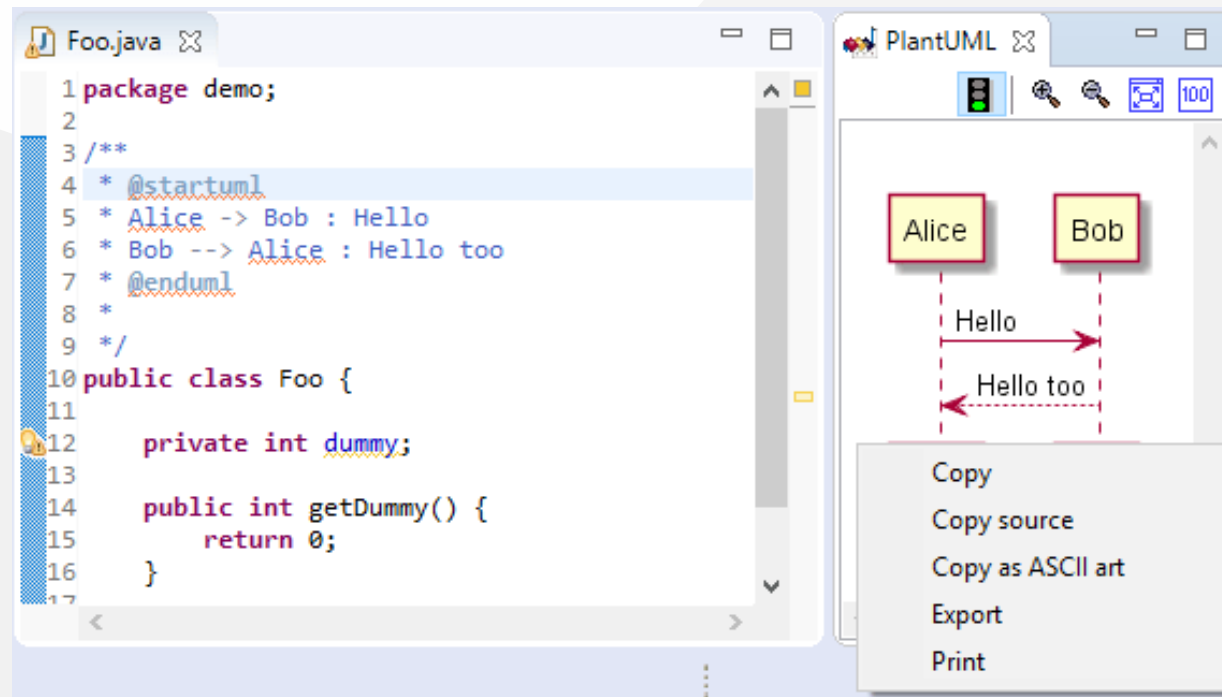 Foo.java
1 package demo;
2
3 /**
4  * @startuml
5  * Alice -> Bob : Hello
6  * Bob --> Alice : Hello too
7  * @enduml
8  *
9  */
10 public class Foo {
11
12     private int dummy;
13
14     public int getDummy() {
15         return 0;
16     }
17
PlantUML
100
Alice Bob
Hello
Hello too
Copy
Copy source
Copy as ASCII art
Export
Print